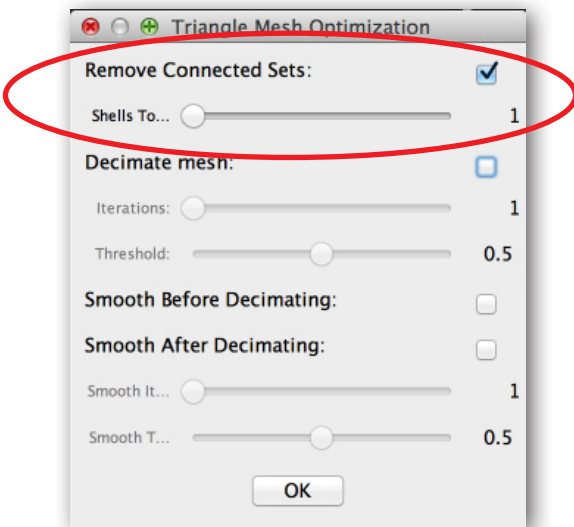 Triangle Mesh Optimization
Remove Connected Sets:
Shells To... 1
Decimate mesh:
Iterations: 1
Threshold: 0.5
Smooth Before Decimating:
Smooth After Decimating:
Smooth It... 1
Smooth T... 0.5
OK